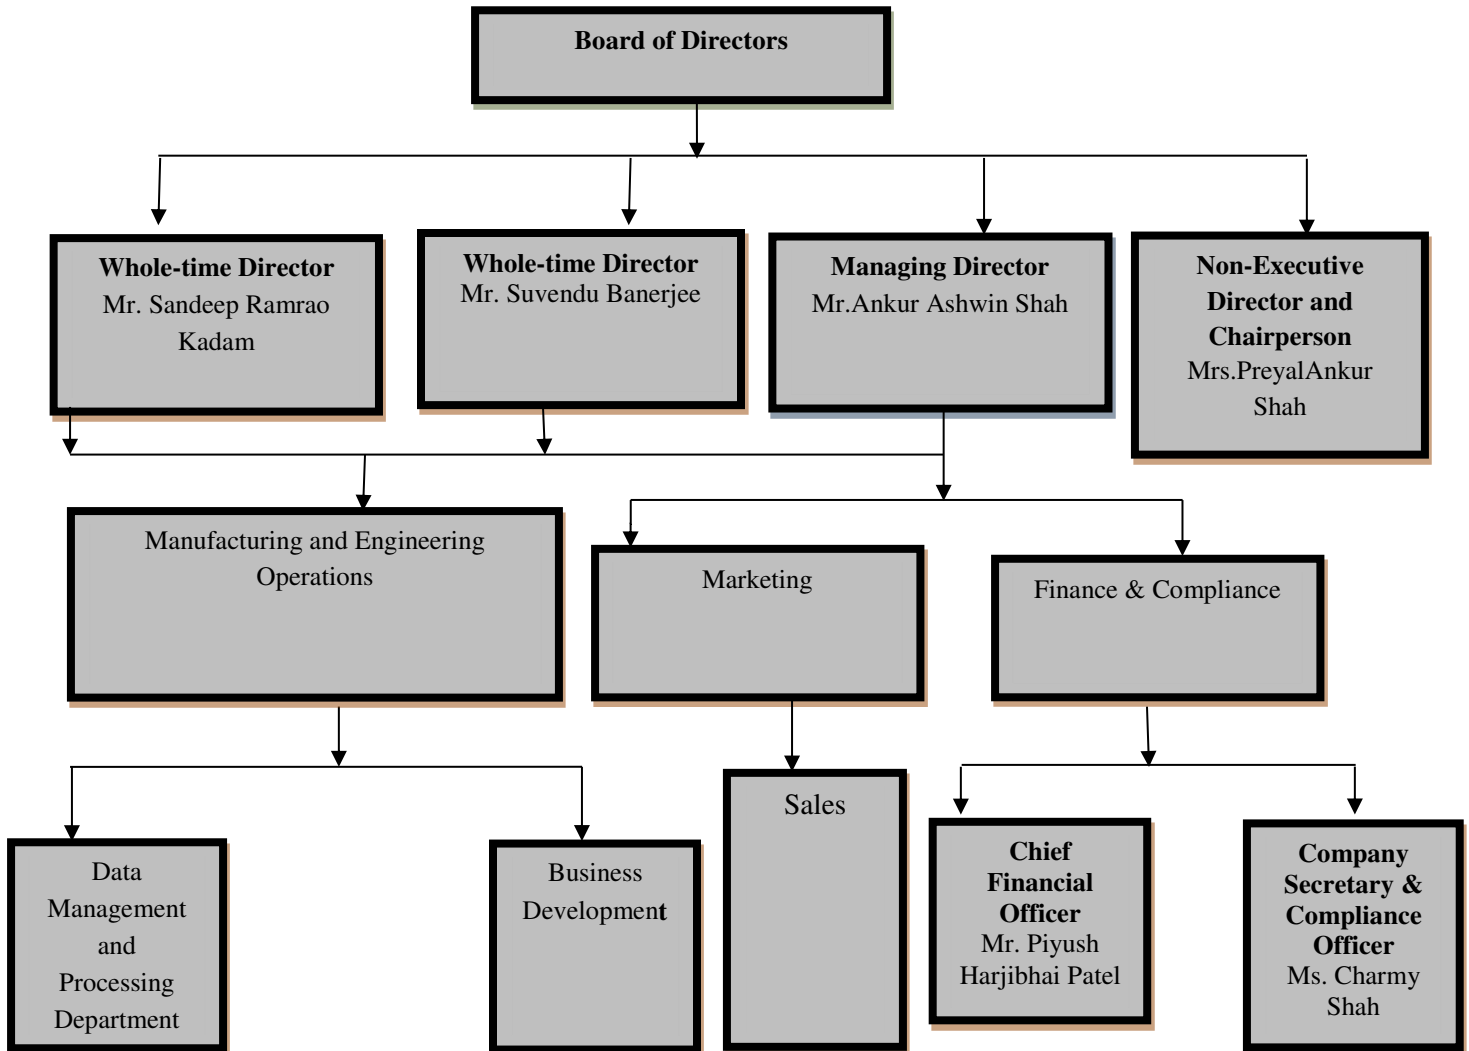 Board of Directors
Whole-time Director
Mr. Sandeep Ramrao
Kadam
Whole-time Director
Mr. Suvendu Banerjee
Managing Director
Mr.Ankur Ashwin Shah
Non-Executive
Director and
Chairperson
Mrs.PreyalAnkur
Shah
Manufacturing and Engineering
Operations
Marketing
Finance & Compliance
Data
Management
and
Processing
Department
Business
Development
Sales
Chief
Financial
Officer
Mr. Piyush
Harjibhai Patel
Company
Secretary &
Compliance
Officer
Ms. Charmy
Shah